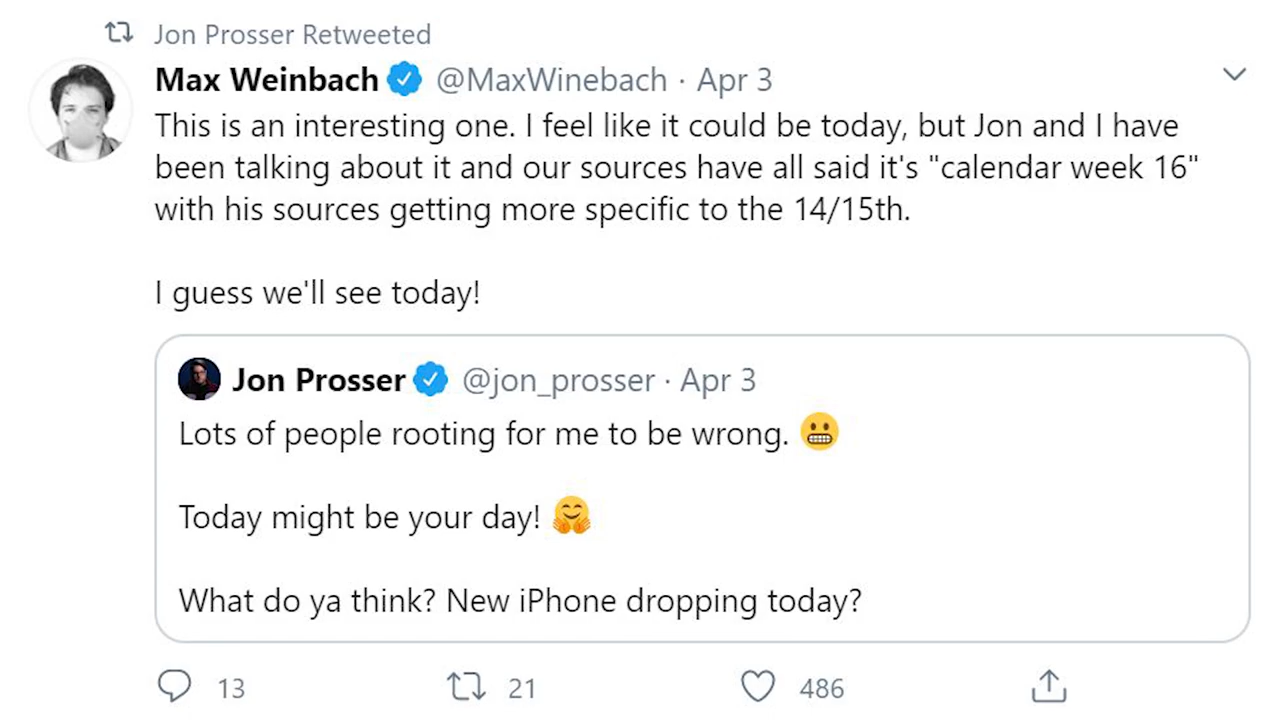 Jon Prosser Retweeted
Max Weinbach @MaxWinebach · Apr 3
This is an interesting one. I feel like it could be today, but Jon and I have
been talking about it and our sources have all said it's "calendar week 16"
with his sources getting more specific to the 14/15th.
I guess we'll see today!
Jon Prosser @jon_prosser · Apr 3
Lots of people rooting for me to be wrong. 😬
Today might be your day! 🤗
What do ya think? New iPhone dropping today?
13 21 486